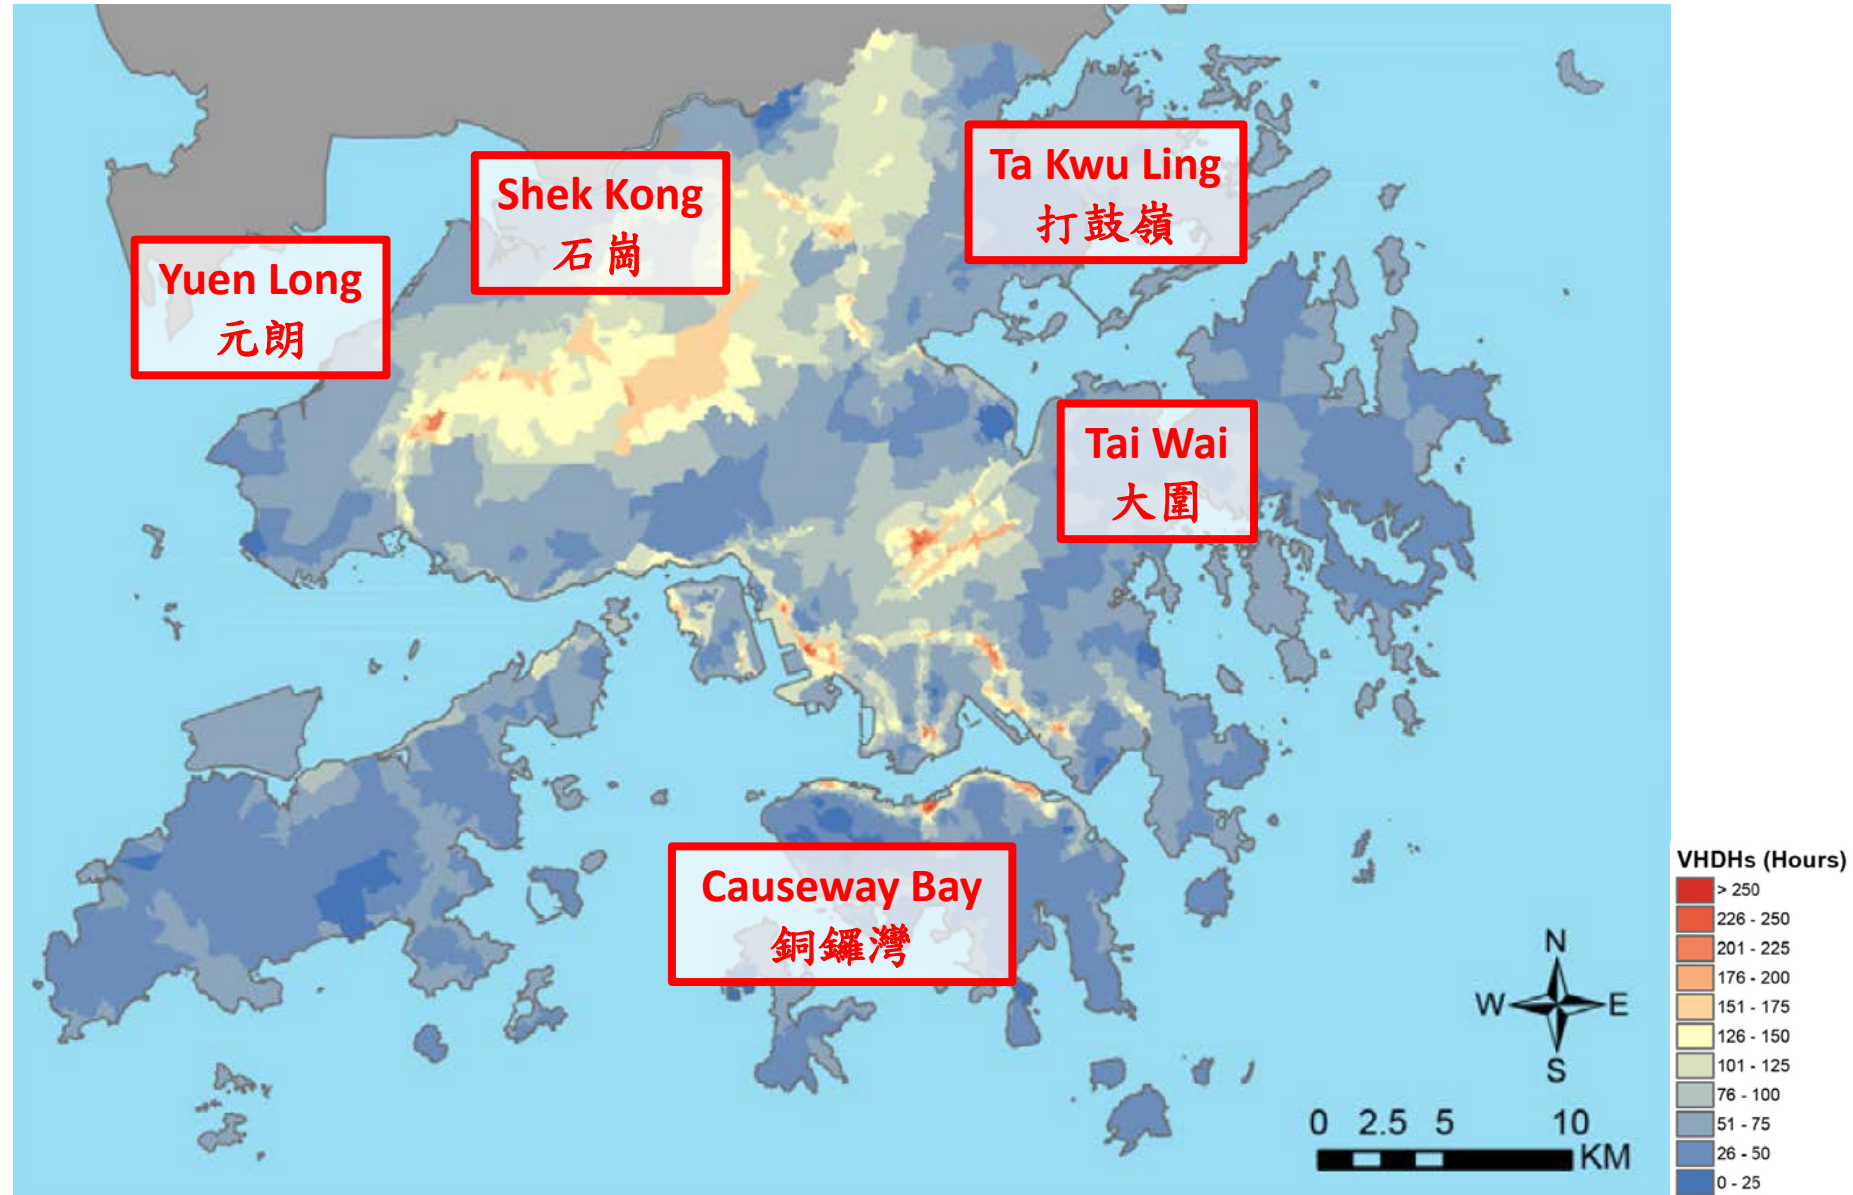 Shek Kong
石崗
Ta Kwu Ling
打鼓嶺
Yuen Long
元朗
Tai Wai
大圍
Causeway Bay
銅鑼灣
VHDHs (Hours)
> 250
226 - 250
201 - 225
176 - 200
151 - 175
126 - 150
101 - 125
76 - 100
51 - 75
26 - 50
0 - 25
N
W E
S
0 2.5 5 10
KM